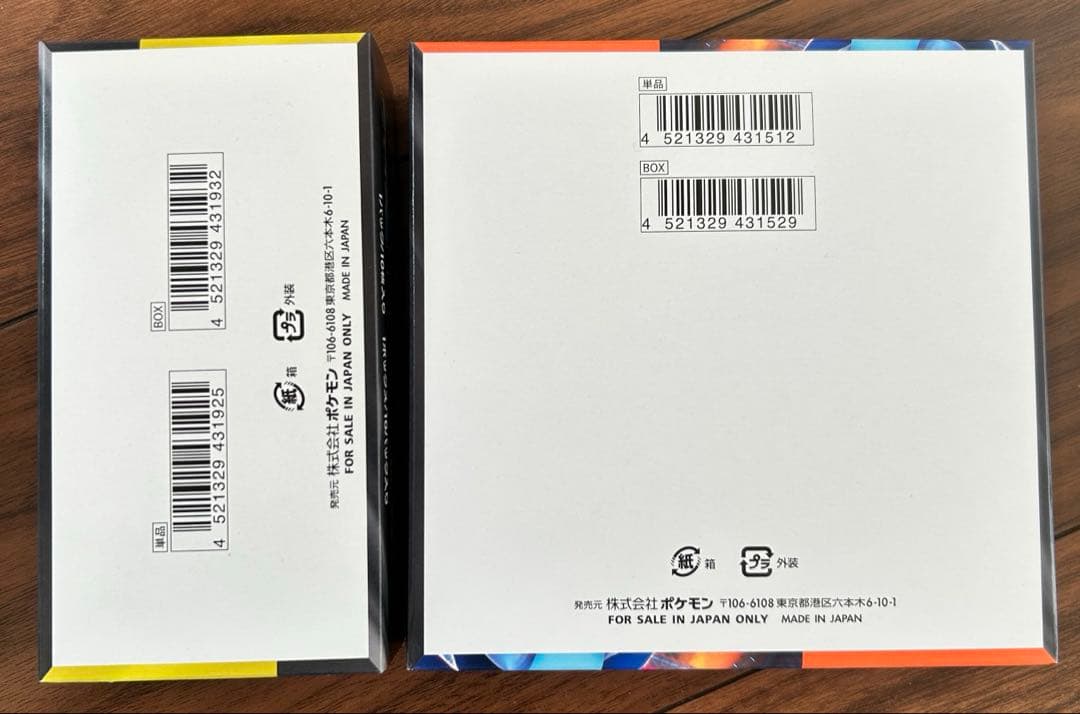 BOX
4 521329 431932
単品
4 521329 431925
プラ 外装
紙 箱
発売元 株式会社ポケモン 〒106-6108 東京都港区六本木6-10-1
FOR SALE IN JAPAN ONLY MADE IN JAPAN
単品
4 521329 431512
BOX
4 521329 431529
紙 箱 プラ 外装
発売元 株式会社ポケモン 〒106-6108 東京都港区六本木6-10-1
FOR SALE IN JAPAN ONLY MADE IN JAPAN